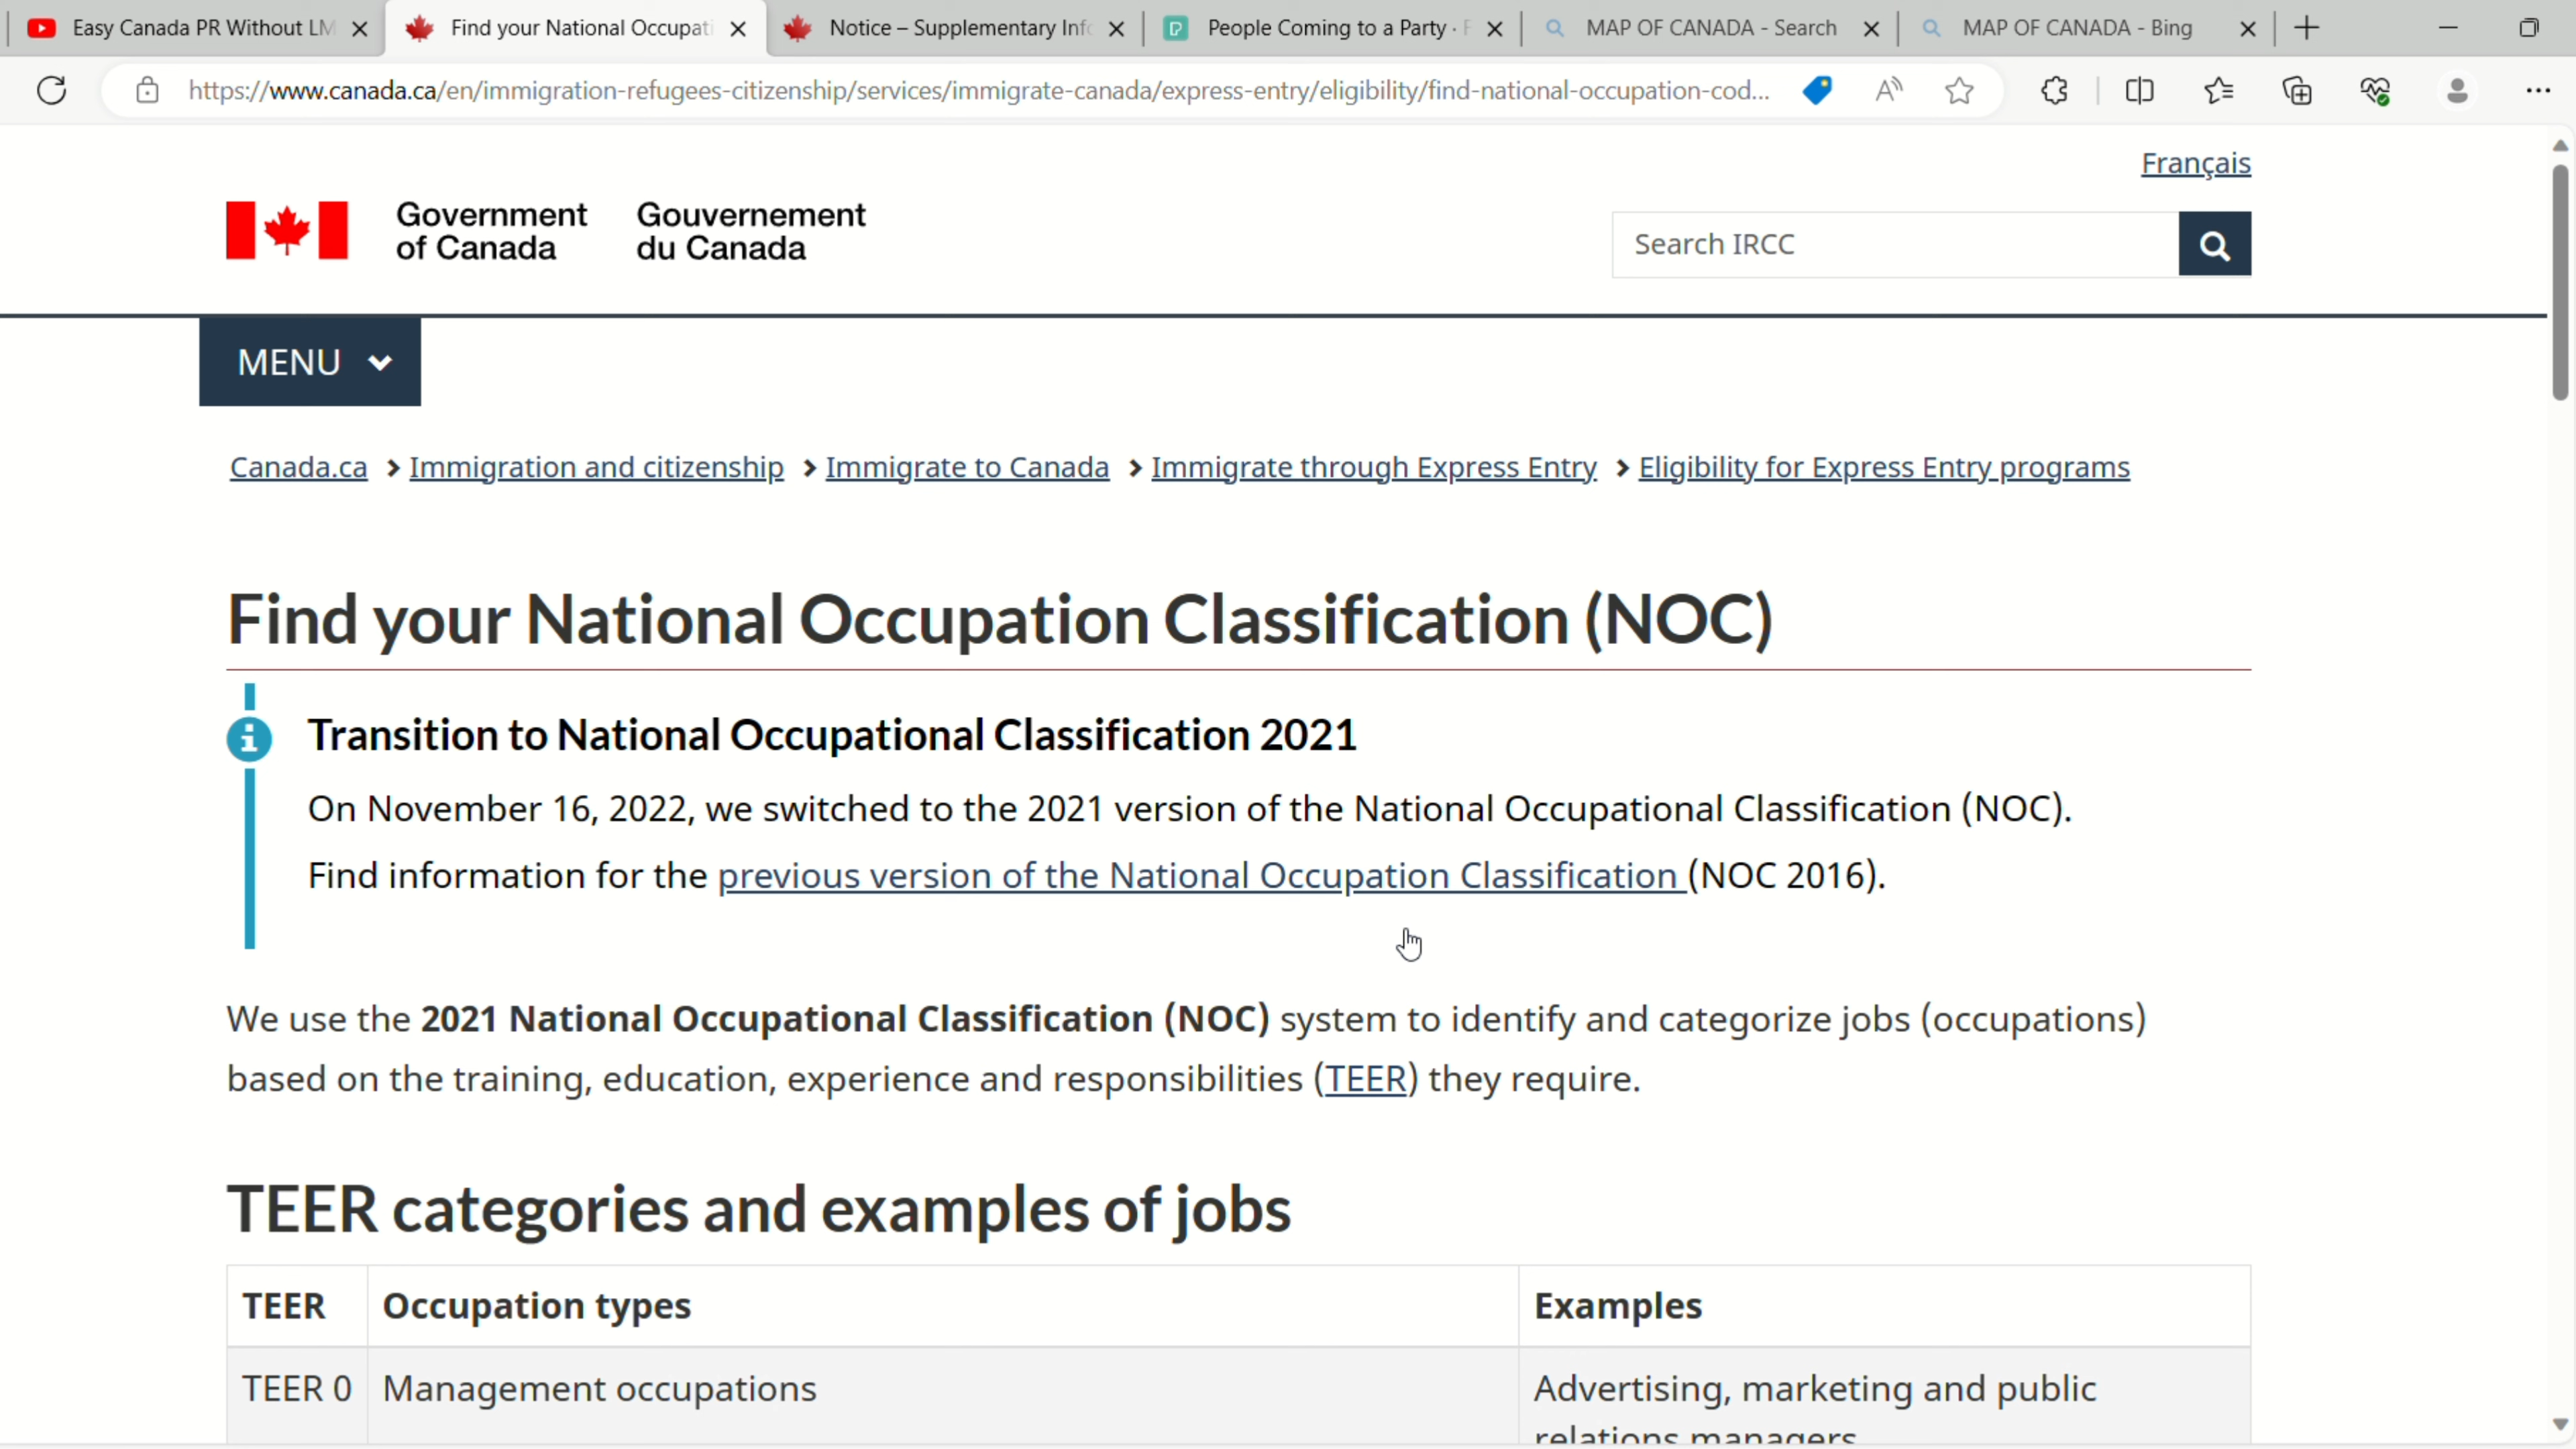 Easy Canada PR Without LM
Find your National Occupati
Notice – Supplementary Info
People Coming to a Party · F
MAP OF CANADA - Search
MAP OF CANADA - Bing
https://www.canada.ca/en/immigration-refugees-citizenship/services/immigrate-canada/express-entry/eligibility/find-national-occupation-cod...
Français
Government of Canada
Gouvernement du Canada
Search IRCC
MENU
Canada.ca > Immigration and citizenship > Immigrate to Canada > Immigrate through Express Entry > Eligibility for Express Entry programs
Find your National Occupation Classification (NOC)
Transition to National Occupational Classification 2021
On November 16, 2022, we switched to the 2021 version of the National Occupational Classification (NOC).
Find information for the previous version of the National Occupation Classification (NOC 2016).
We use the 2021 National Occupational Classification (NOC) system to identify and categorize jobs (occupations)
based on the training, education, experience and responsibilities (TEER) they require.
TEER categories and examples of jobs
TEER Occupation types Examples
TEER 0 Management occupations Advertising, marketing and public
relations managers